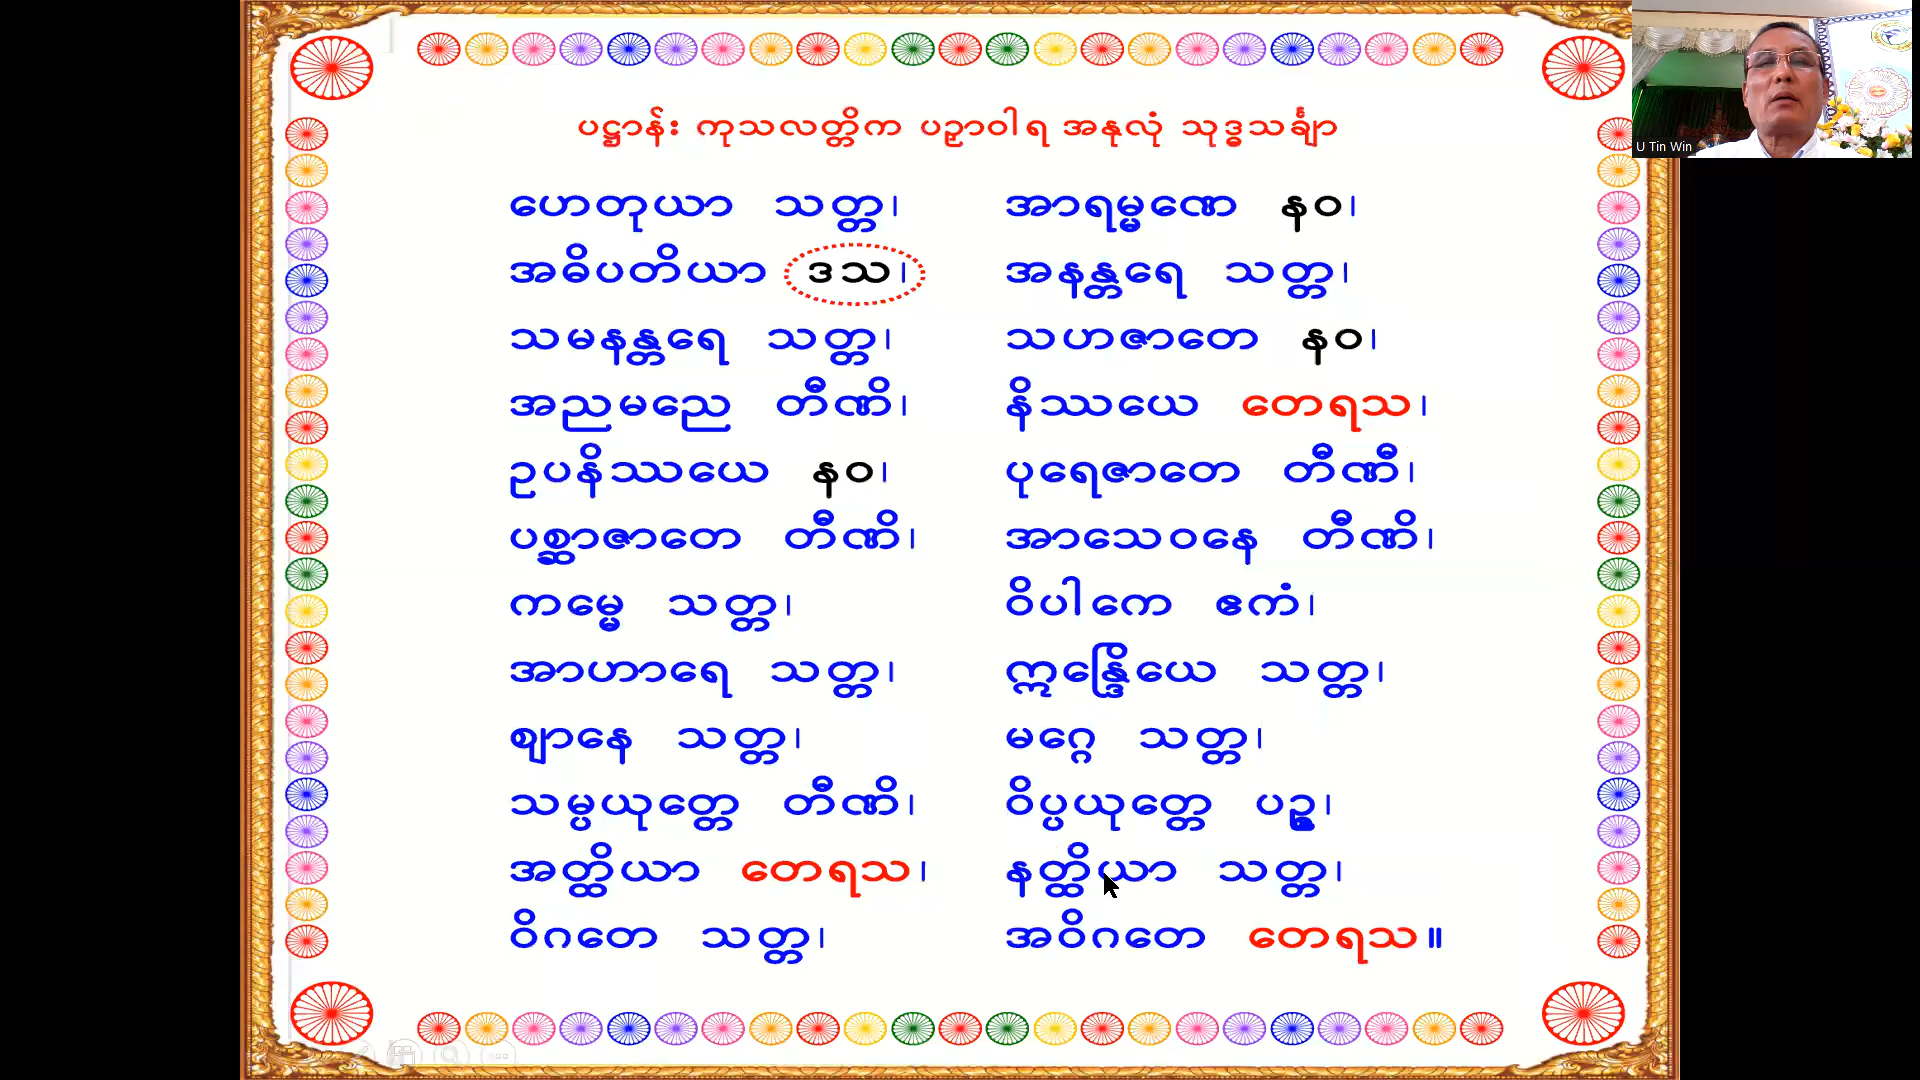 ပဋ္ဌာန်း ကုသလတ္တိက ပဉှာဝါရ အနုလုံ သုဒ္ဓသင်္ချာ
U Tin Win
ဟေတုယာ သတ္တ၊ အာရမ္မဏေ နဝ၊
အဓိပတိယာ ဒသ၊ အနန္တရေ သတ္တ၊
သမနန္တရေ သတ္တ၊ သဟဇာတေ နဝ၊
အညမညေ တီဏိ၊ နိဿယေ တေရသ၊
ဥပနိဿယေ နဝ၊ ပုရေဇာတေ တီဏီ၊
ပစ္ဆာဇာတေ တီဏိ၊ အာသေဝနေ တီဏိ၊
ကမ္မေ သတ္တ၊ ဝိပါကေ ဧကံ၊
အာဟာရေ သတ္တ၊ ဣန္ဒြိယေ သတ္တ၊
ဈာနေ သတ္တ၊ မဂ္ဂေ သတ္တ၊
သမ္ပယုတ္တေ တီဏိ၊ ဝိပ္ပယုတ္တေ ပဉ္စ၊
အတ္ထိယာ တေရသ၊ နတ္ထိယာ သတ္တ၊
ဝိဂတေ သတ္တ၊ အဝိဂတေ တေရသ။